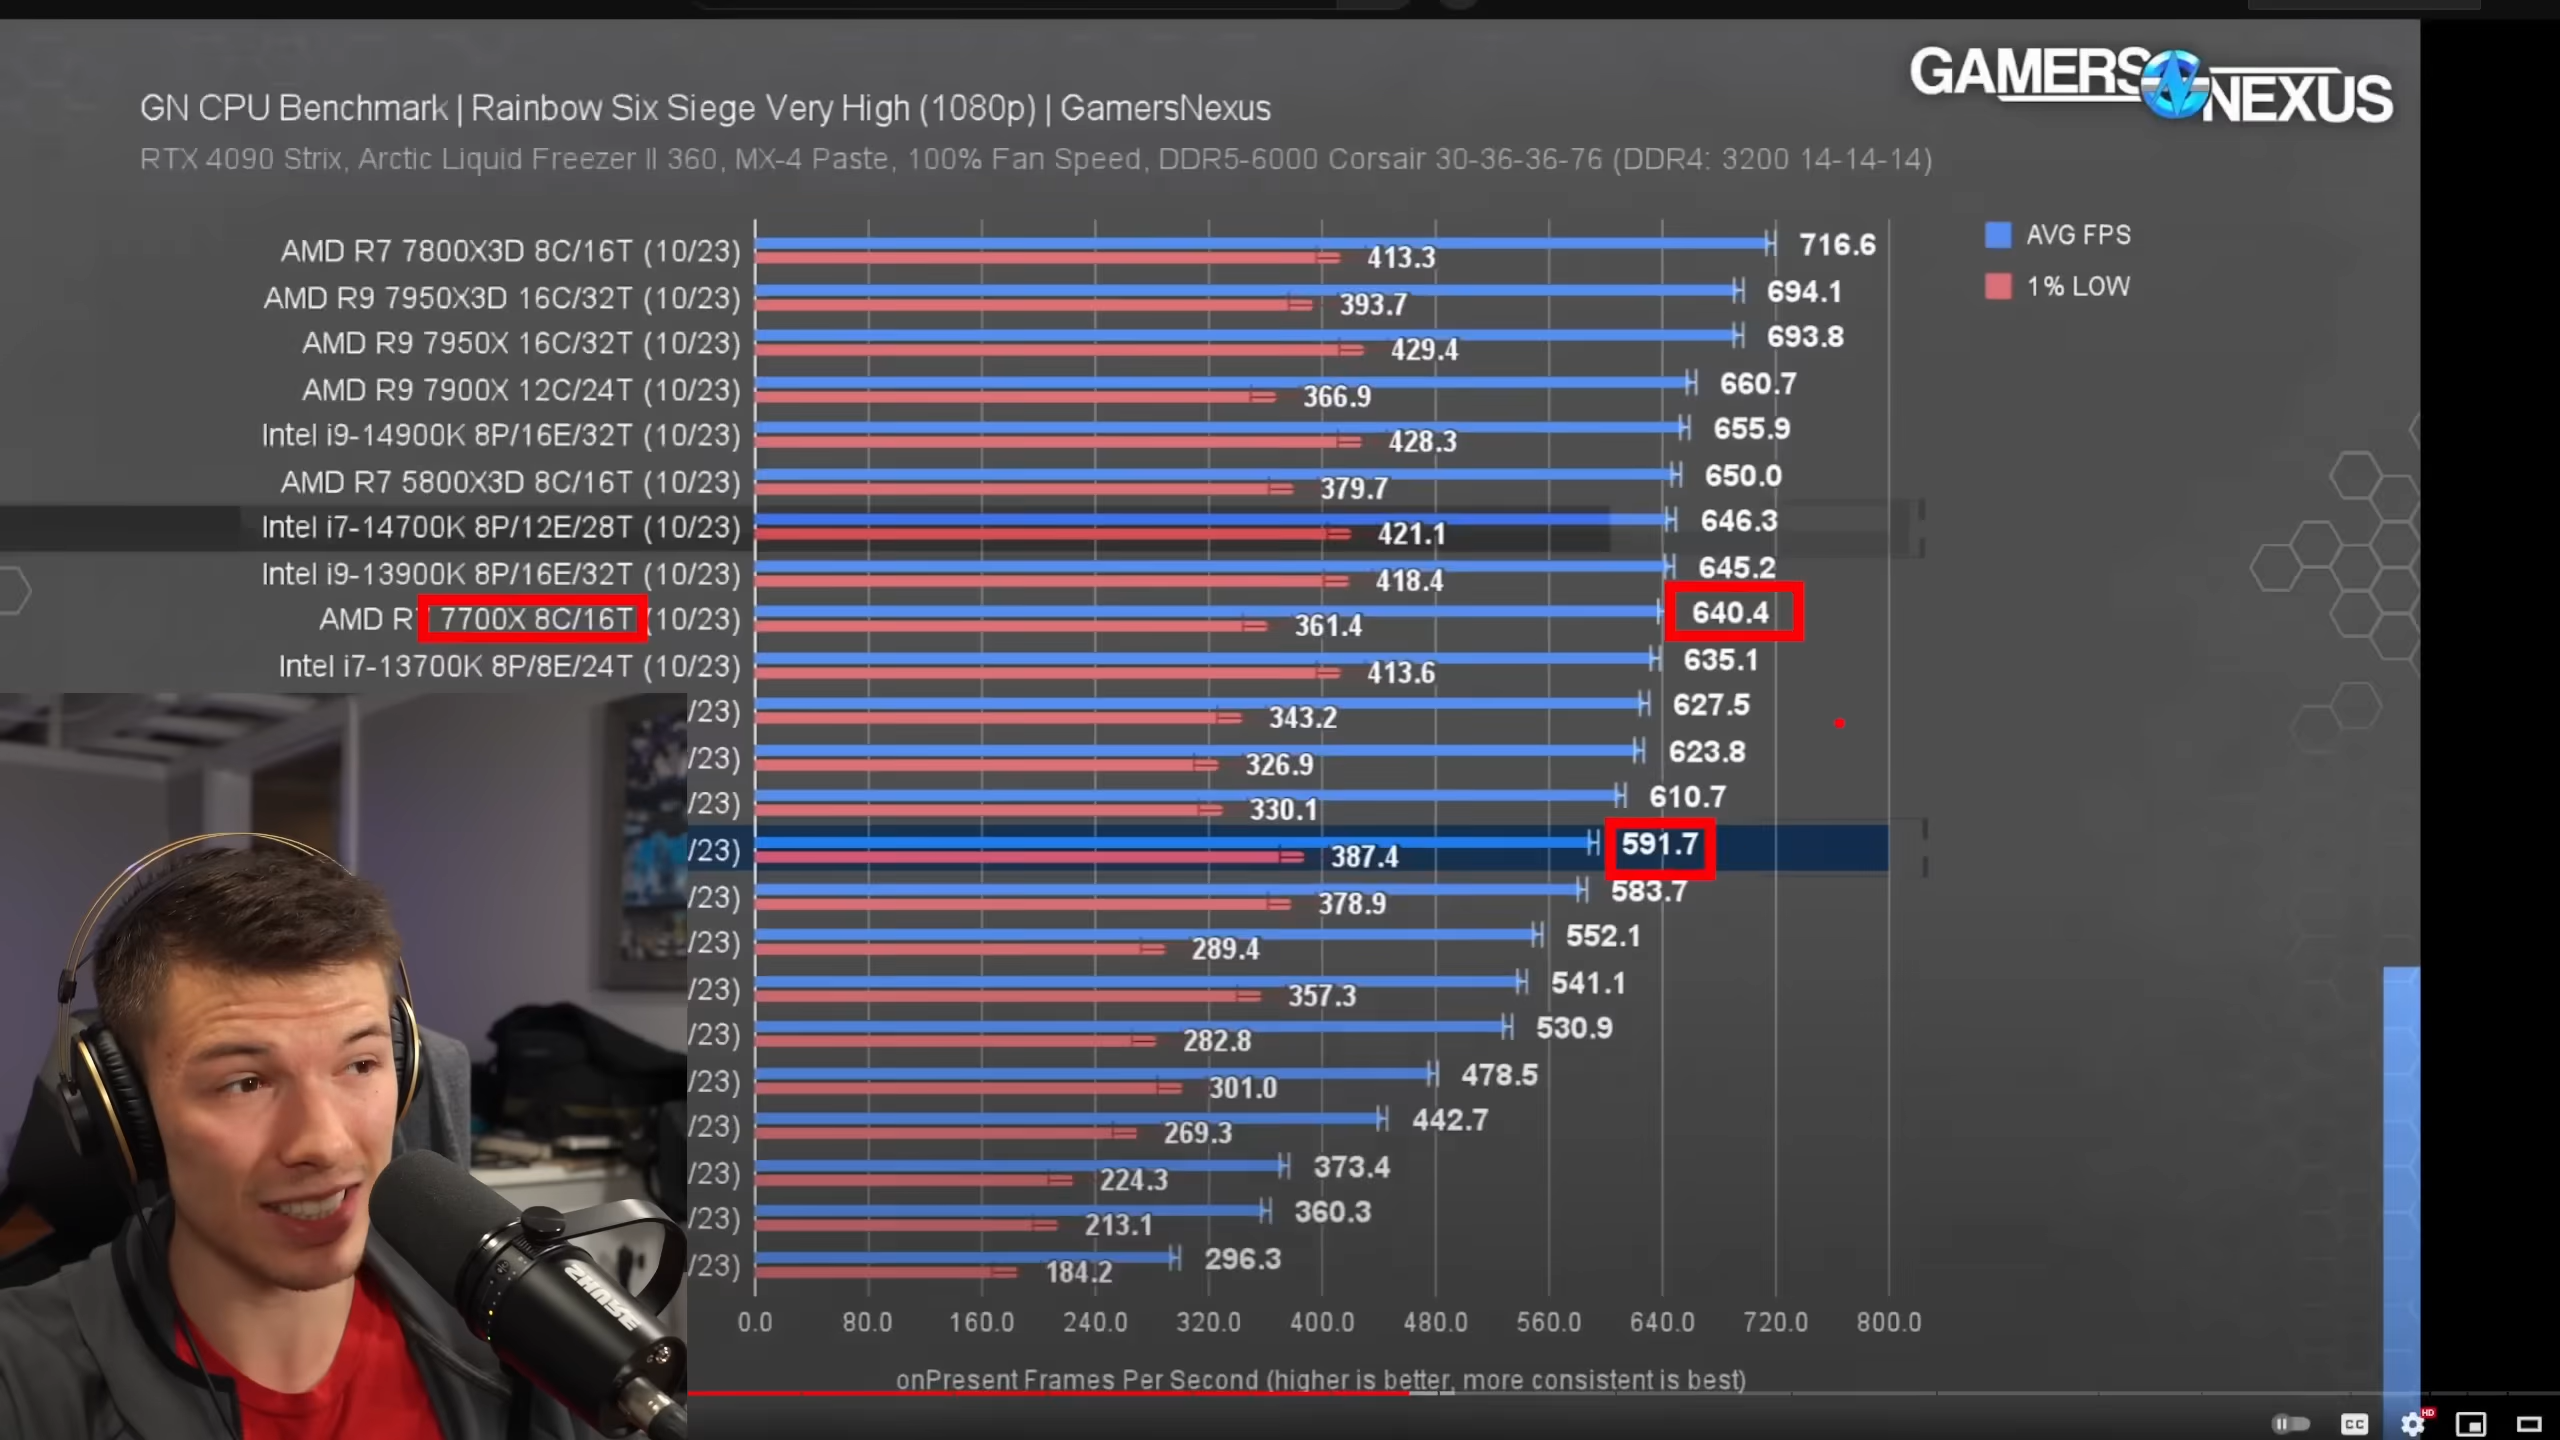 GAMERS NEXUS
GN CPU Benchmark | Rainbow Six Siege Very High (1080p) | GamersNexus
RTX 4090 Strix, Arctic Liquid Freezer II 360, MX-4 Paste, 100% Fan Speed, DDR5-6000 Corsair 30-36-36-76 (DDR4: 3200 14-14-14)
AVG FPS
1% LOW
AMD R7 7800X3D 8C/16T (10/23) 716.6
413.3
AMD R9 7950X3D 16C/32T (10/23) 694.1
393.7
AMD R9 7950X 16C/32T (10/23) 693.8
429.4
AMD R9 7900X 12C/24T (10/23) 660.7
366.9
Intel i9-14900K 8P/16E/32T (10/23) 655.9
428.3
AMD R7 5800X3D 8C/16T (10/23) 650.0
379.7
Intel i7-14700K 8P/12E/28T (10/23) 646.3
421.1
Intel i9-13900K 8P/16E/32T (10/23) 645.2
418.4
AMD R7 7700X 8C/16T (10/23) 640.4
361.4
Intel i7-13700K 8P/8E/24T (10/23) 635.1
413.6
/23) 627.5
343.2
/23) 623.8
326.9
/23) 610.7
330.1
/23) 591.7
387.4
/23) 583.7
378.9
/23) 552.1
289.4
/23) 541.1
357.3
/23) 530.9
282.8
/23) 478.5
301.0
/23) 442.7
269.3
/23) 373.4
224.3
/23) 360.3
213.1
/23) 296.3
184.2
0.0 80.0 160.0 240.0 320.0 400.0 480.0 560.0 640.0 720.0 800.0
onPresent Frames Per Second (higher is better, more consistent is best)
SHURE
CC
HD